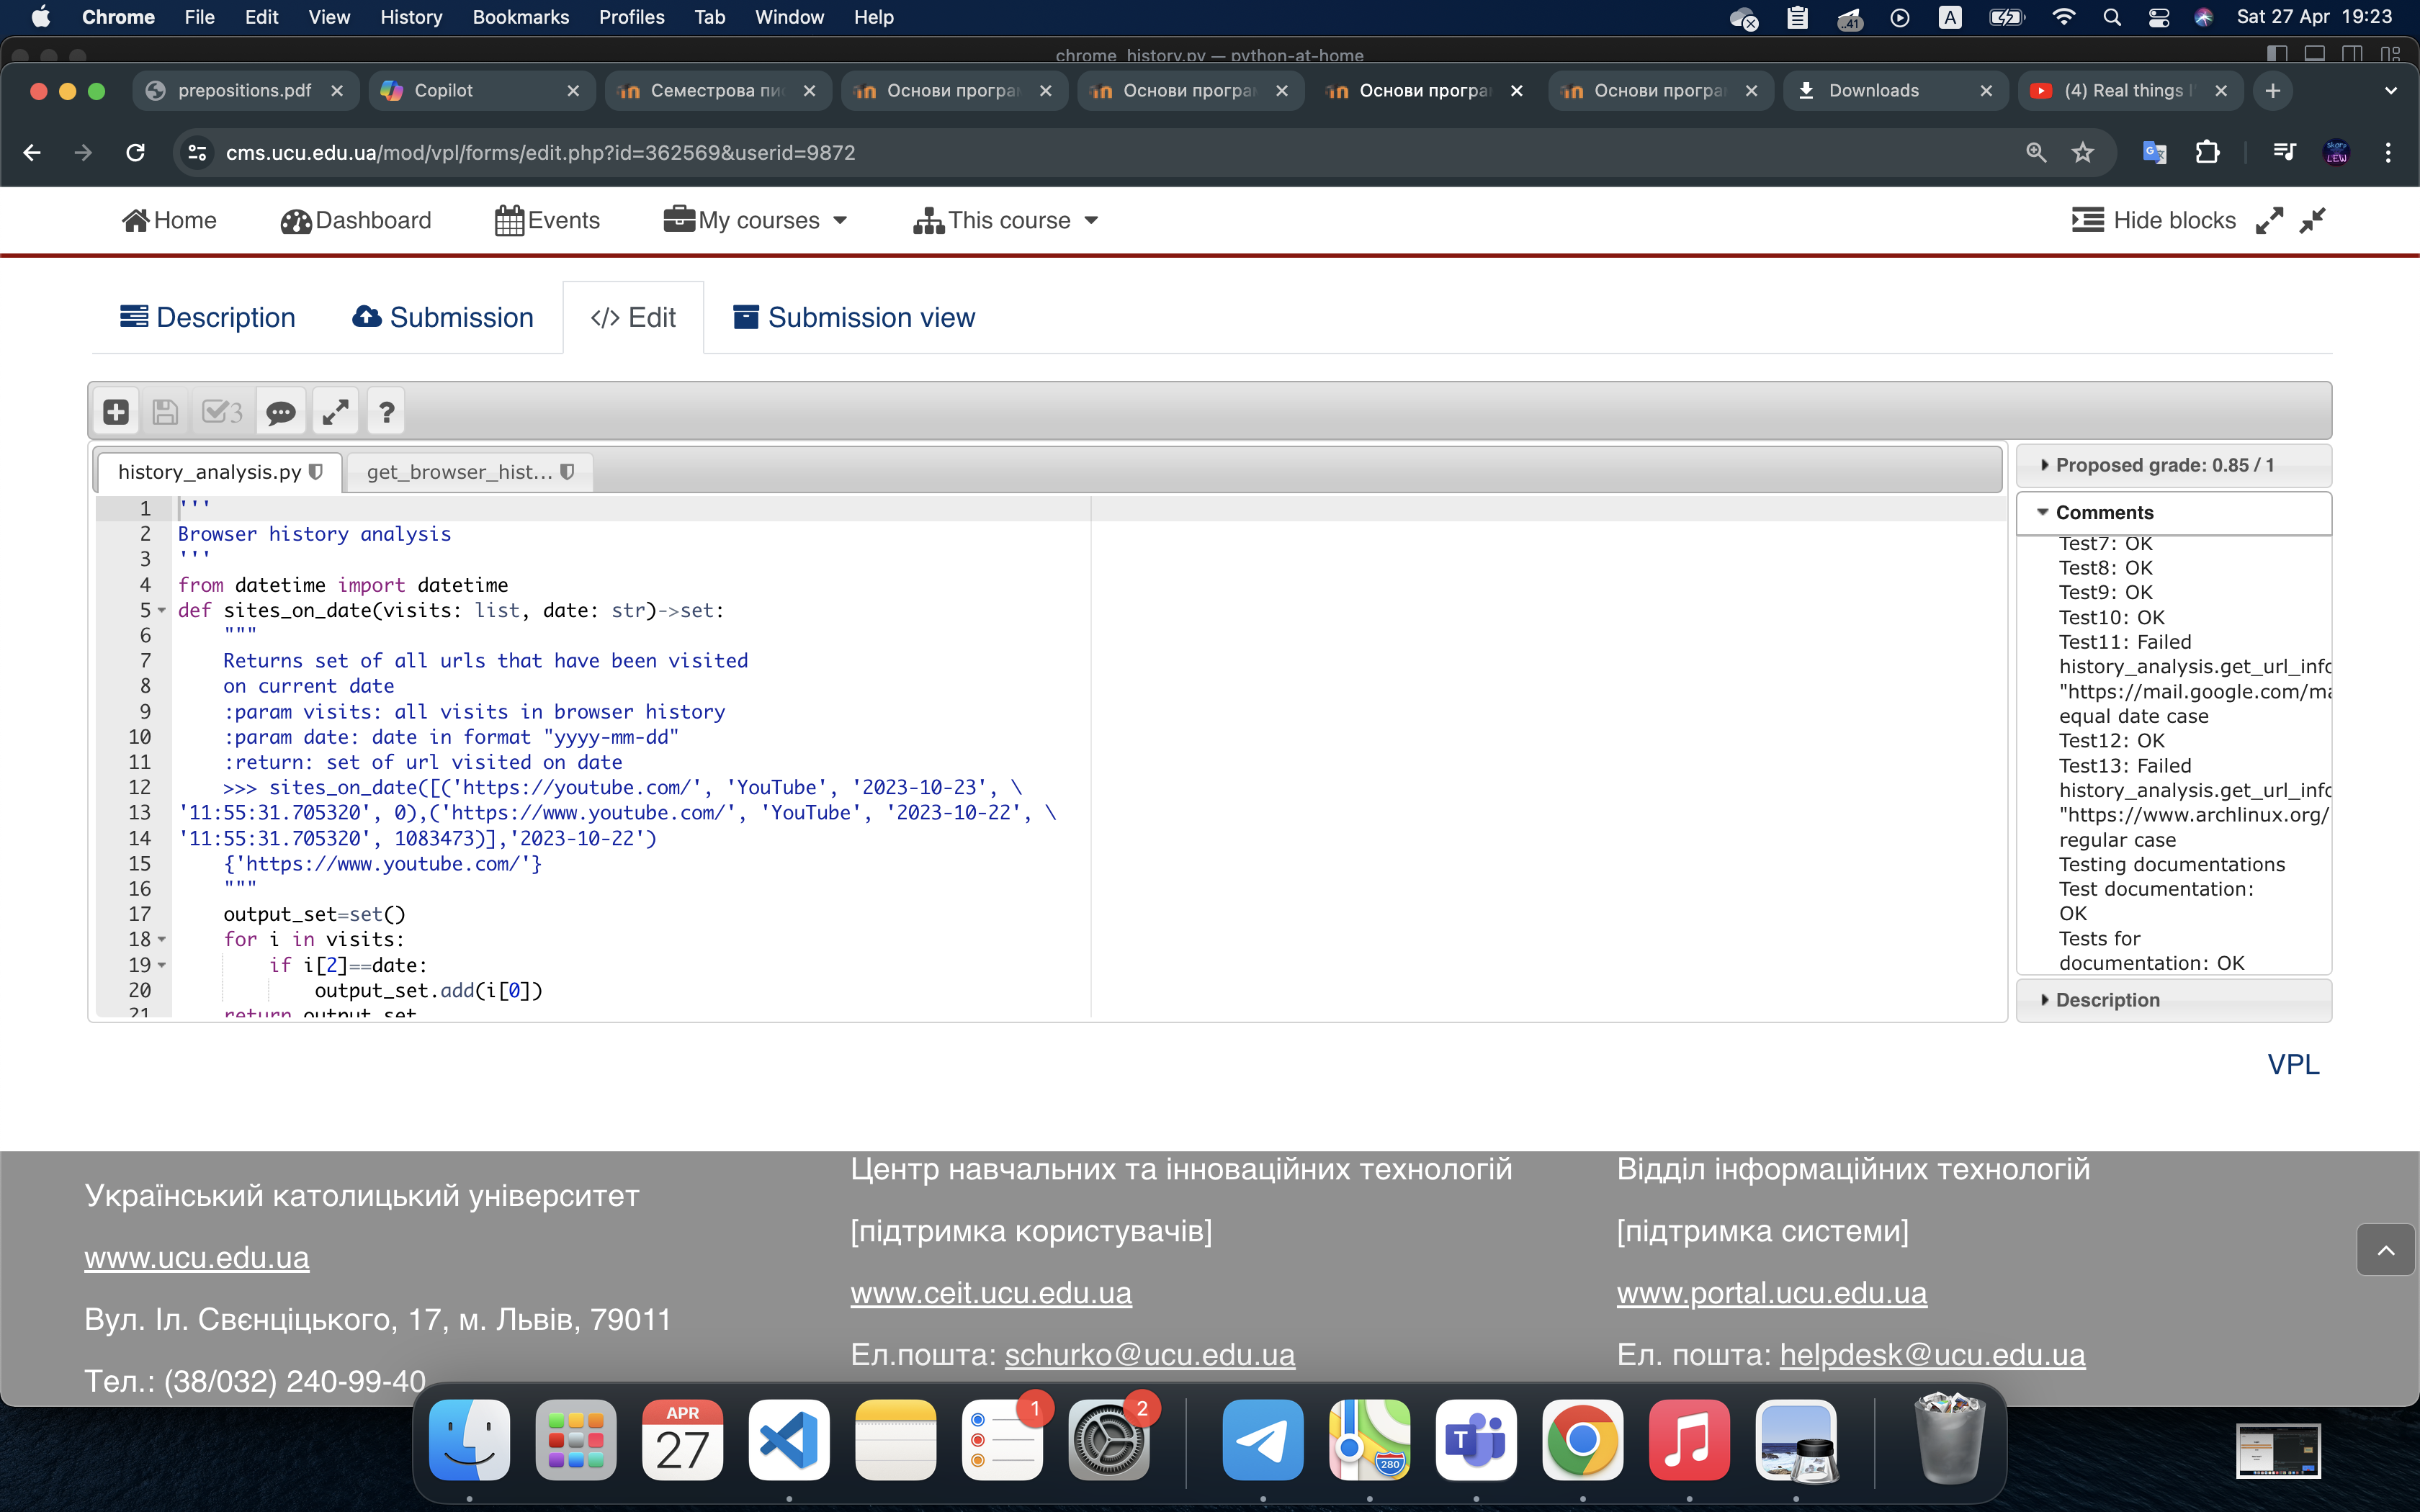 Chrome File Edit View History Bookmarks Profiles Tab Window Help
41 A Sat 27 Apr 19:23
chrome_history.py — python-at-home
prepositions.pdf Copilot Семестрова пи Основи програ Основи програ Основи програ Основи програ Downloads (4) Real things I
cms.ucu.edu.ua/mod/vpl/forms/edit.php?id=362569&userid=9872
Home Dashboard Events My courses This course Hide blocks
Description Submission </> Edit Submission view
3 ?
history_analysis.py get_browser_hist...
1 '''
2 Browser history analysis
3 '''
4 from datetime import datetime
5 def sites_on_date(visits: list, date: str)->set:
6 """
7 Returns set of all urls that have been visited
8 on current date
9 :param visits: all visits in browser history
10 :param date: date in format "yyyy-mm-dd"
11 :return: set of url visited on date
12 >>> sites_on_date([('https://youtube.com/', 'YouTube', '2023-10-23', \
13 '11:55:31.705320', 0),('https://www.youtube.com/', 'YouTube', '2023-10-22', \
14 '11:55:31.705320', 1083473)],'2023-10-22')
15 {'https://www.youtube.com/'}
16 """
17 output_set=set()
18 for i in visits:
19 if i[2]==date:
20 output_set.add(i[0])
21 return output_set
Proposed grade: 0.85 / 1
Comments
Test7: OK
Test8: OK
Test9: OK
Test10: OK
Test11: Failed
history_analysis.get_url_info
"https://mail.google.com/ma
equal date case
Test12: OK
Test13: Failed
history_analysis.get_url_info
"https://www.archlinux.org/
regular case
Testing documentations
Test documentation:
OK
Tests for
documentation: OK
Description
VPL
Український католицький університет
www.ucu.edu.ua
Вул. Іл. Свєнціцького, 17, м. Львів, 79011
Тел.: (38/032) 240-99-40
Центр навчальних та інноваційних технологій
[підтримка користувачів]
www.ceit.ucu.edu.ua
Ел.пошта: schurko@ucu.edu.ua
Відділ інформаційних технологій
[підтримка системи]
www.portal.ucu.edu.ua
Ел. пошта: helpdesk@ucu.edu.ua
APR
27
1
2
280
T